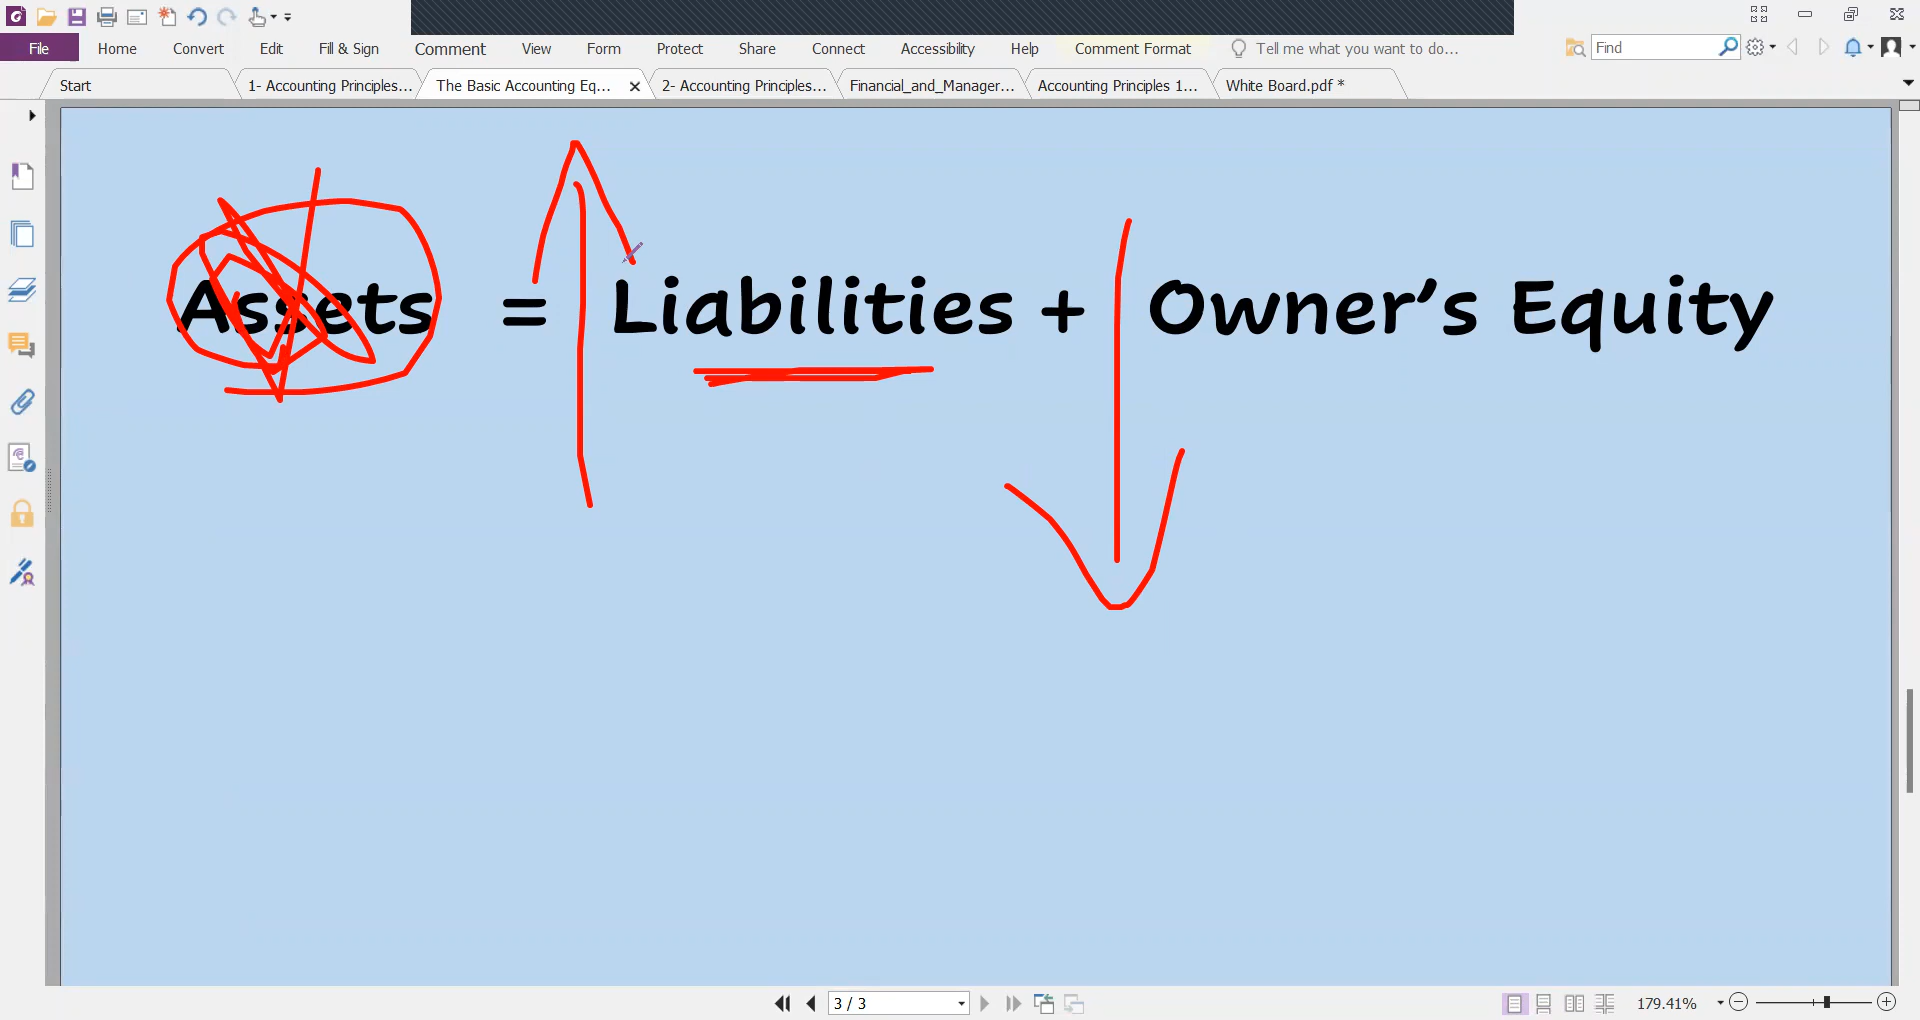 File Home Convert Edit Fill & Sign Comment View Form Protect Share Connect Accessibility Help Comment Format Tell me what you want to do... Find
Start 1- Accounting Principles... The Basic Accounting Eq... 2- Accounting Principles... Financial_and_Manager... Accounting Principles 1... White Board.pdf *
Assets = Liabilities + Owner’s Equity
3 / 3 179.41%